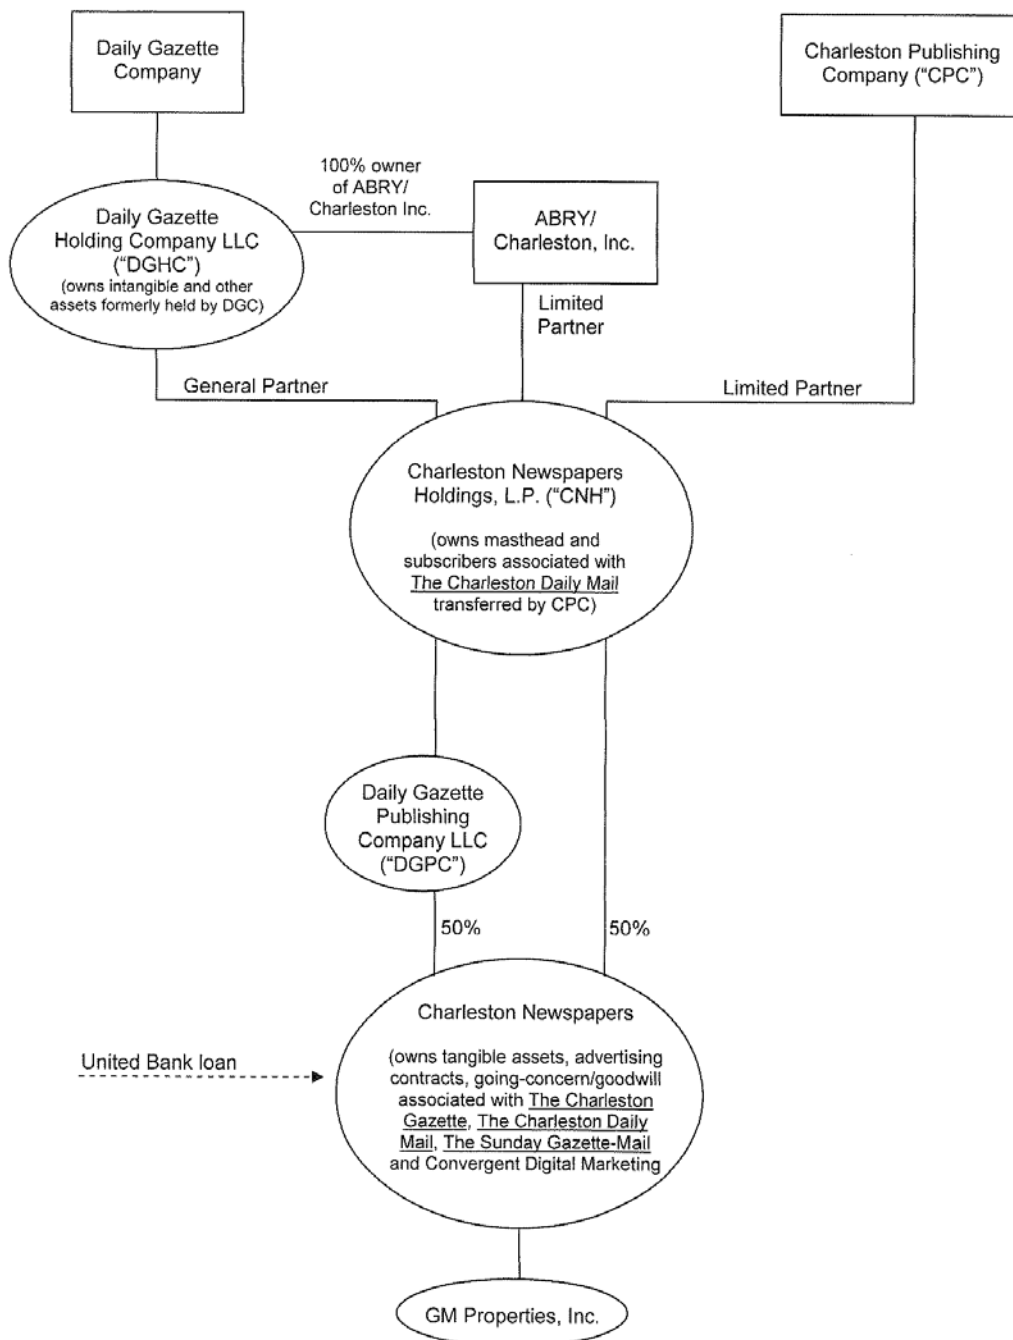 Daily Gazette
Company
Charleston Publishing
Company (“CPC”)
100% owner
of ABRY/
Charleston Inc.
Daily Gazette
Holding Company LLC
(“DGHC”)
(owns intangible and other
assets formerly held by DGC)
ABRY/
Charleston, Inc.
Limited
Partner
General Partner
Limited Partner
Charleston Newspapers
Holdings, L.P. (“CNH”)
(owns masthead and
subscribers associated with
The Charleston Daily Mail
transferred by CPC)
Daily Gazette
Publishing
Company LLC
(“DGPC”)
50%
50%
Charleston Newspapers
United Bank loan
(owns tangible assets, advertising
contracts, going-concern/goodwill
associated with The Charleston
Gazette, The Charleston Daily
Mail, The Sunday Gazette-Mail
and Convergent Digital Marketing
GM Properties, Inc.